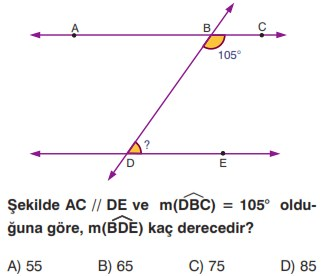 A B C
105°
?
D E
Şekilde AC // DE ve m(DBC) = 105° oldu-
ğuna göre, m(BDE) kaç derecedir?
A) 55 B) 65 C) 75 D) 85